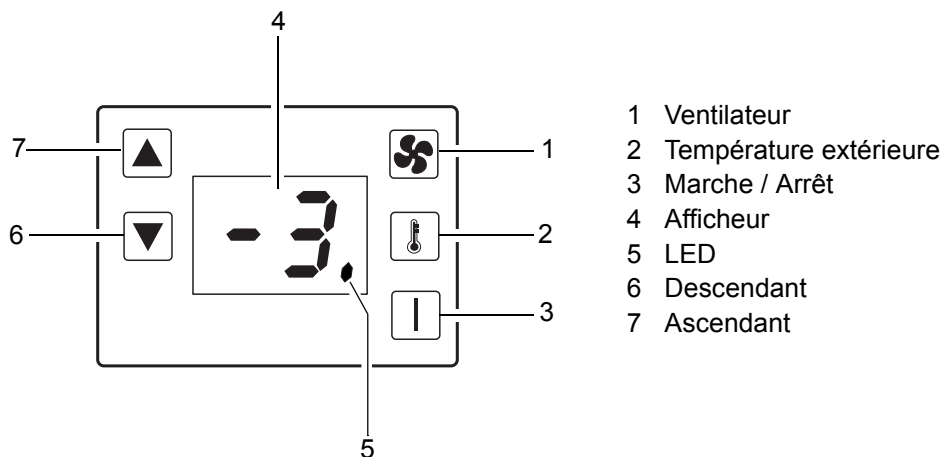 4
7
6
-3.
1
2
3
5
1 Ventilateur
2 Température extérieure
3 Marche / Arrêt
4 Afficheur
5 LED
6 Descendant
7 Ascendant